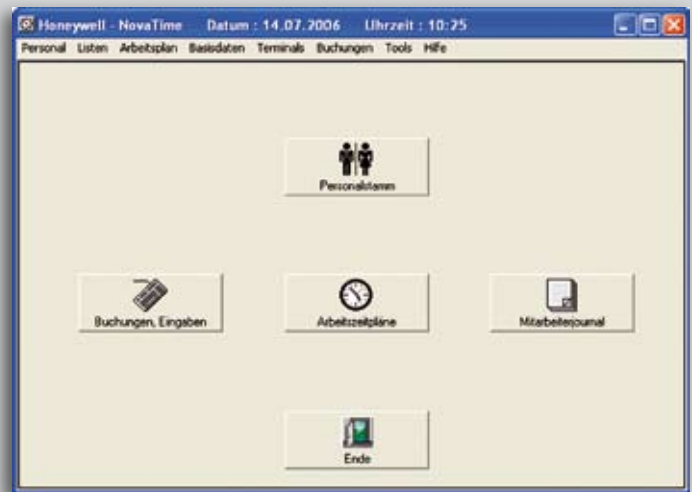 Honeywell - NovaTime Datum : 14.07.2006 Uhrzeit : 10:25
Personal Listen Arbeitsplan Basisdaten Terminals Buchungen Tools Hilfe
Personalstamm
Buchungen, Eingaben Arbeitszeitpläne Mitarbeiterjournal
Ende